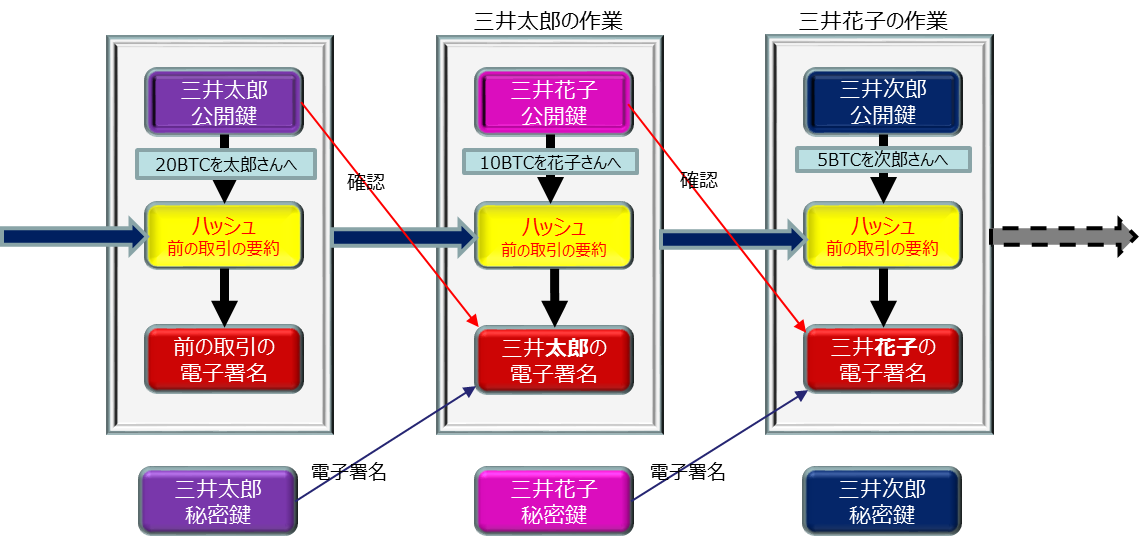 三井太郎の作業
三井花子の作業
三井太郎
公開鍵
20BTCを太郎さんへ
ハッシュ
前の取引の要約
前の取引の
電子署名
確認
三井花子
公開鍵
10BTCを花子さんへ
ハッシュ
前の取引の要約
三井太郎の
電子署名
確認
三井次郎
公開鍵
5BTCを次郎さんへ
ハッシュ
前の取引の要約
三井花子の
電子署名
三井太郎
秘密鍵
電子署名
三井花子
秘密鍵
電子署名
三井次郎
秘密鍵